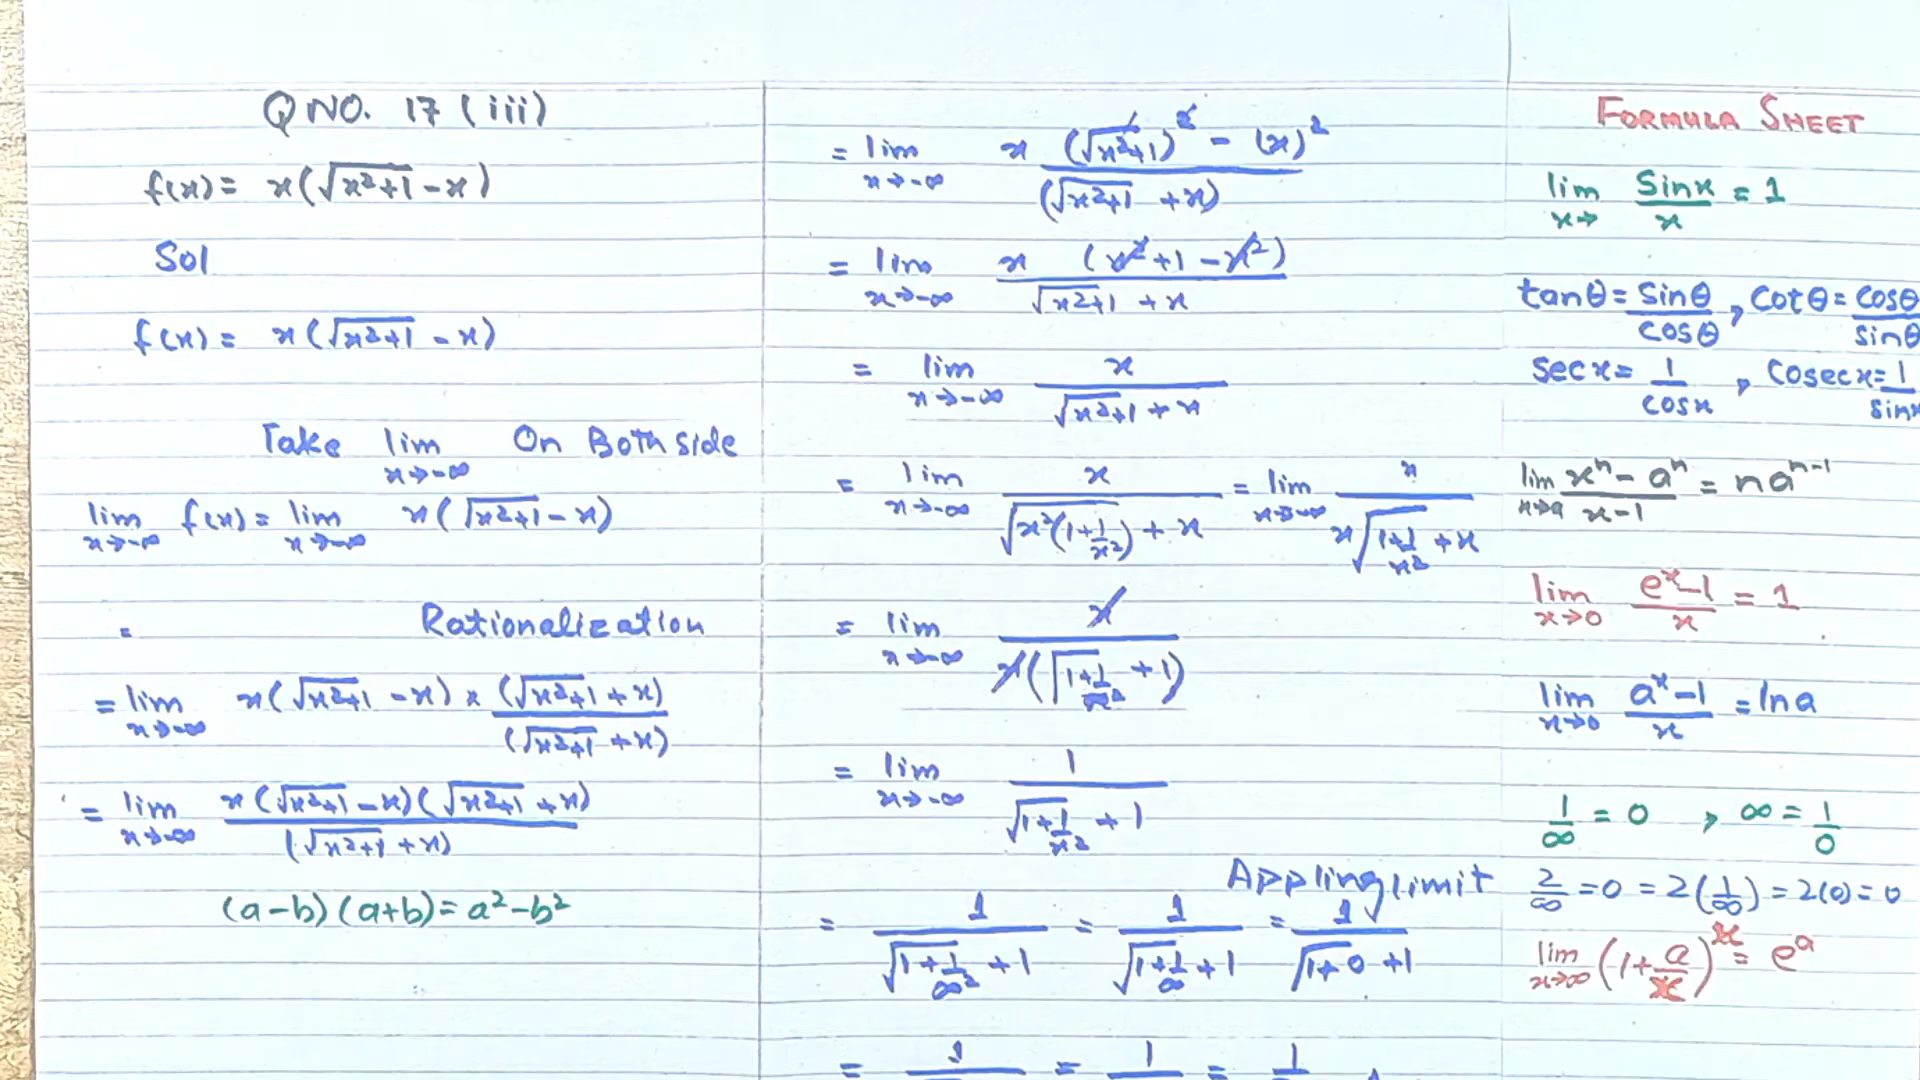 Q NO. 17 (iii)
f(x) = x(√x²+1 - x)
Sol
f(x) = x(√x²+1 - x)
Take lim x→-∞ On Both side
lim x→-∞ f(x) = lim x→-∞ x(√x²+1 - x)
= Rationalization
= lim x→-∞ x(√x²+1 - x) × (√x²+1 + x)/(√x²+1 + x)
= lim x→-∞ x(√x²+1 - x)(√x²+1 + x)/(√x²+1 + x)
(a-b)(a+b) = a²-b²
= lim x→-∞ x (√x²+1)² - (x)²/(√x²+1 + x)
= lim x→-∞ x (x²+1 - x²)/√x²+1 + x
= lim x→-∞ x/√x²+1 + x
= lim x→-∞ x/√x²(1+1/x²) + x = lim x→-∞ x/x√1+1/x² + x
= lim x→-∞ x/x(√1+1/x² + 1)
= lim x→-∞ 1/√1+1/x² + 1
Appling limit
= 1/√1+1/∞² + 1 = 1/√1+1/∞ + 1 = 1/√1+0 + 1
= 1 = 1 = 1
FORMULA SHEET
lim x→ Sinx/x = 1
tanθ = Sinθ/cosθ , Cotθ = cosθ/sinθ
Sec x = 1/cosx , Cosec x = 1/sinx
lim x→a xⁿ - aⁿ/x-1 = naⁿ⁻¹
lim x→0 eˣ-1/x = 1
lim x→0 aˣ-1/x = ln a
1/∞ = 0 , ∞ = 1/0
2/∞ = 0 = 2(1/∞) = 2(0) = 0
lim x→∞ (1+a/x)ˣ = eᵃ